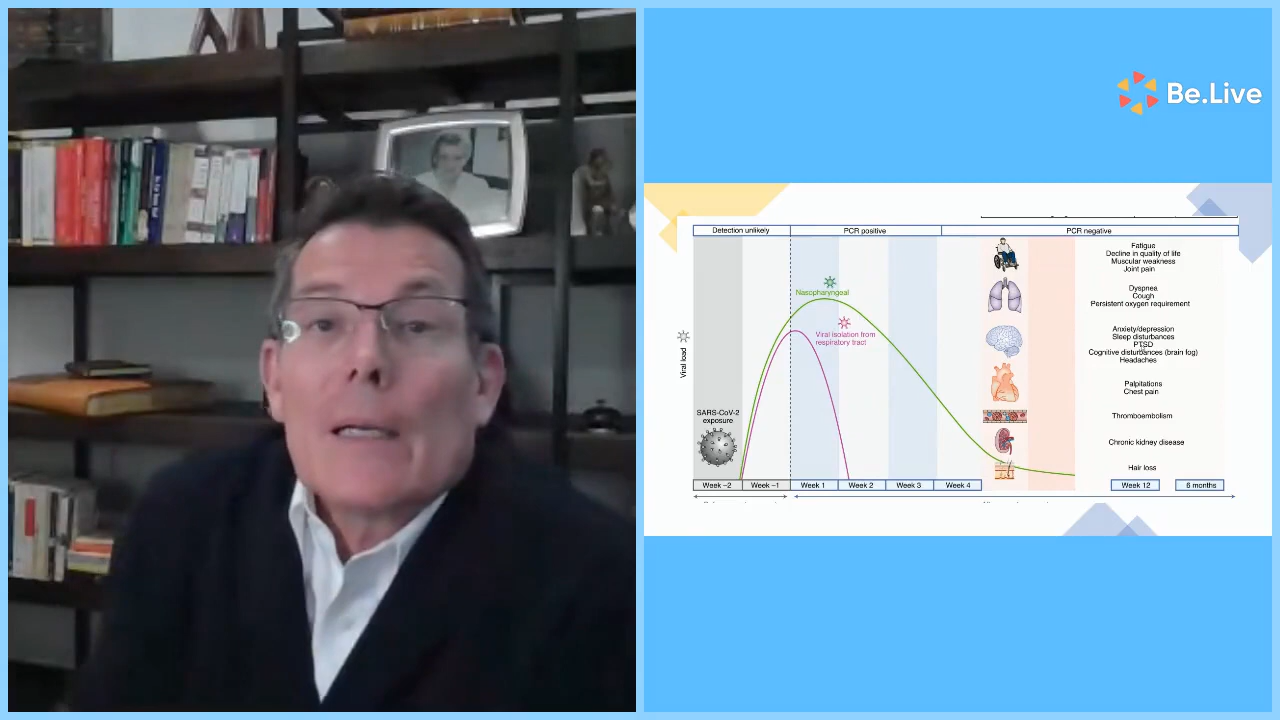 Be.Live
Detection unlikely
PCR positive
PCR negative
Nasopharyngeal
Viral isolation from
respiratory tract
Viral load
SARS-CoV-2
exposure
Fatigue
Decline in quality of life
Muscular weakness
Joint pain
Dyspnea
Cough
Persistent oxygen requirement
Anxiety/depression
Sleep disturbances
PTSD
Cognitive disturbances (brain fog)
Headaches
Palpitations
Chest pain
Thromboembolism
Chronic kidney disease
Hair loss
Week –2
Week –1
Week 1
Week 2
Week 3
Week 4
Week 12
6 months